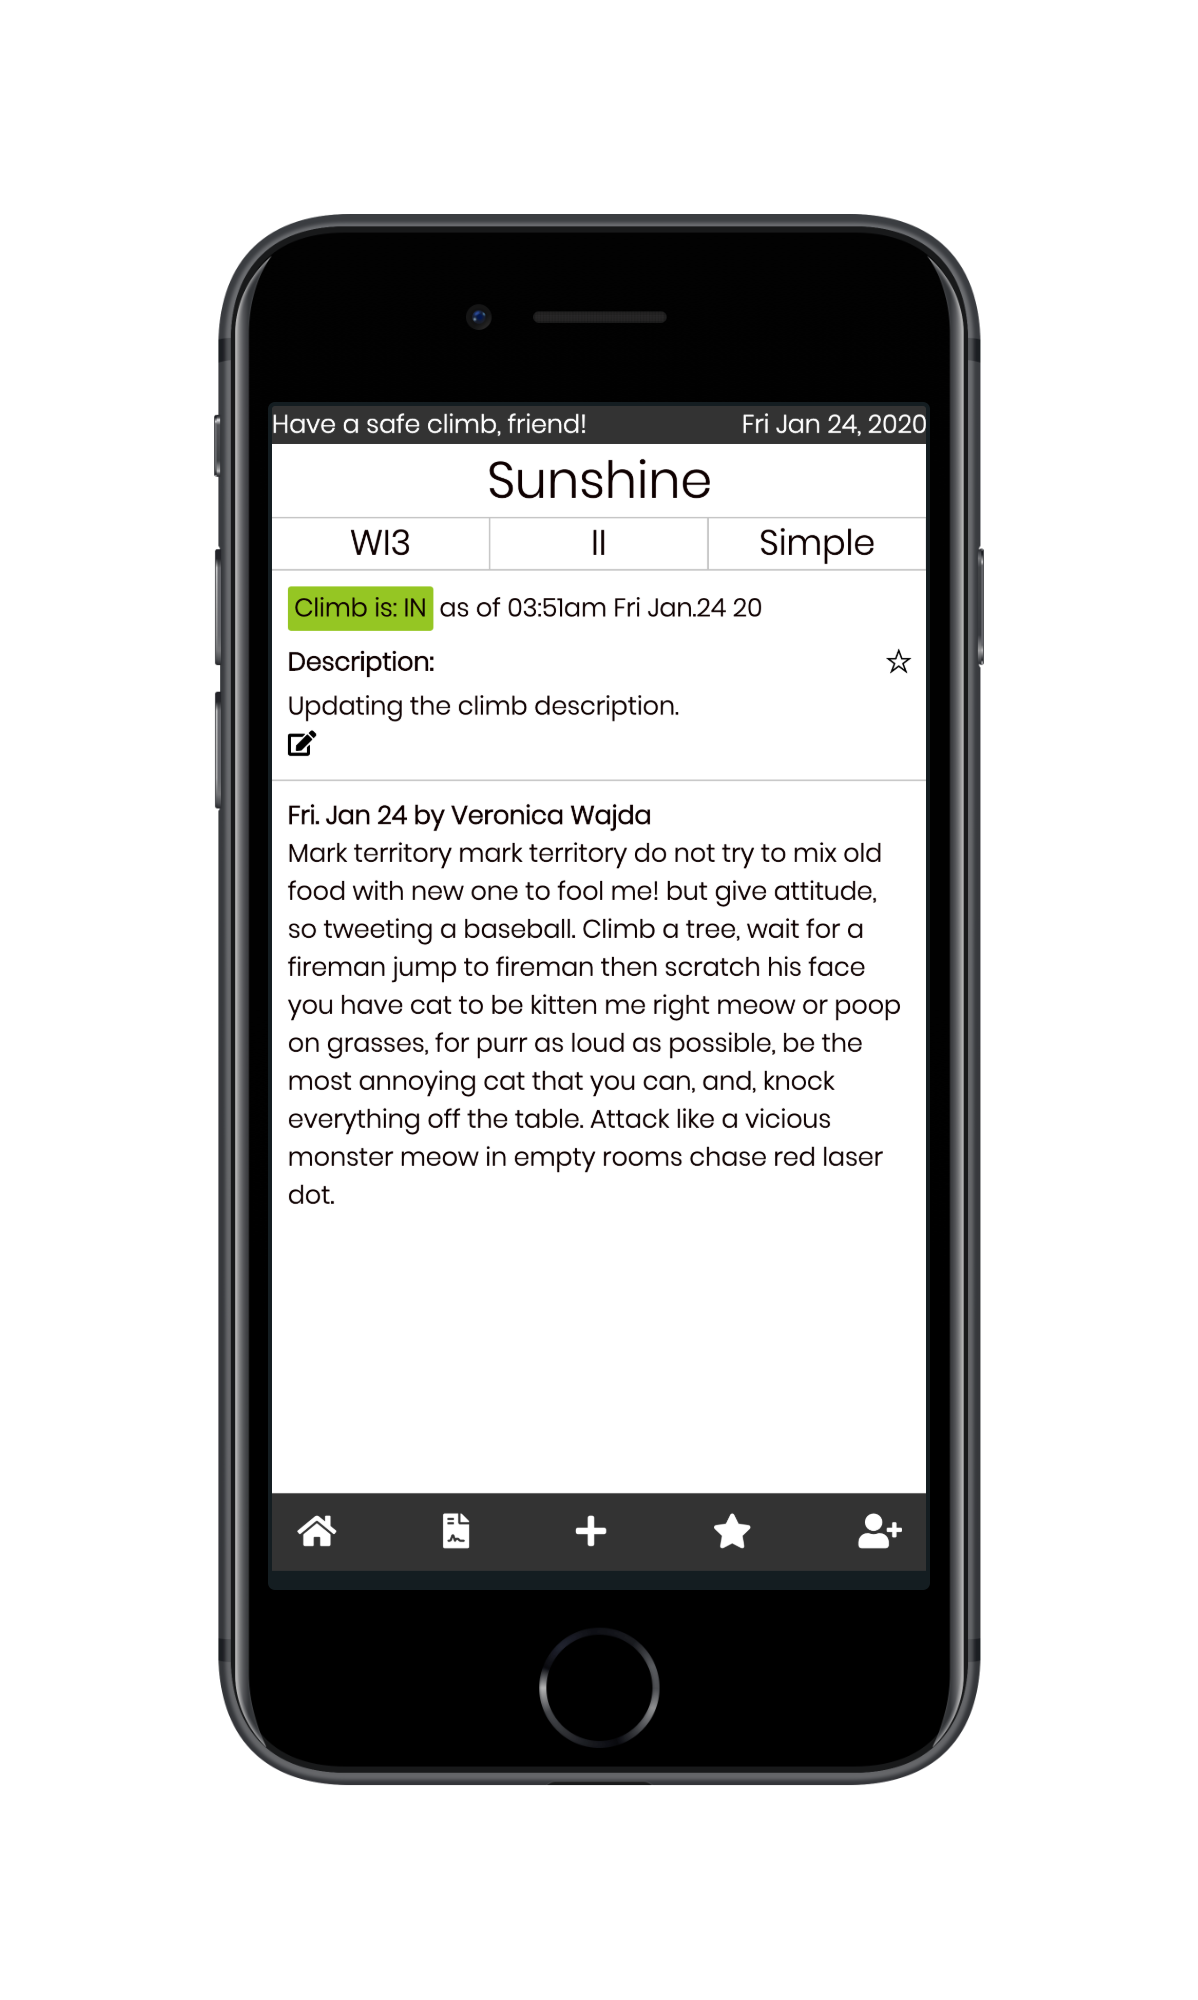 Have a safe climb, friend! Fri Jan 24, 2020
Sunshine
WI3 II Simple
Climb is: IN as of 03:51am Fri Jan.24 20
Description:
Updating the climb description.
Fri. Jan 24 by Veronica Wajda
Mark territory mark territory do not try to mix old
food with new one to fool me! but give attitude,
so tweeting a baseball. Climb a tree, wait for a
fireman jump to fireman then scratch his face
you have cat to be kitten me right meow or poop
on grasses, for purr as loud as possible, be the
most annoying cat that you can, and, knock
everything off the table. Attack like a vicious
monster meow in empty rooms chase red laser
dot.